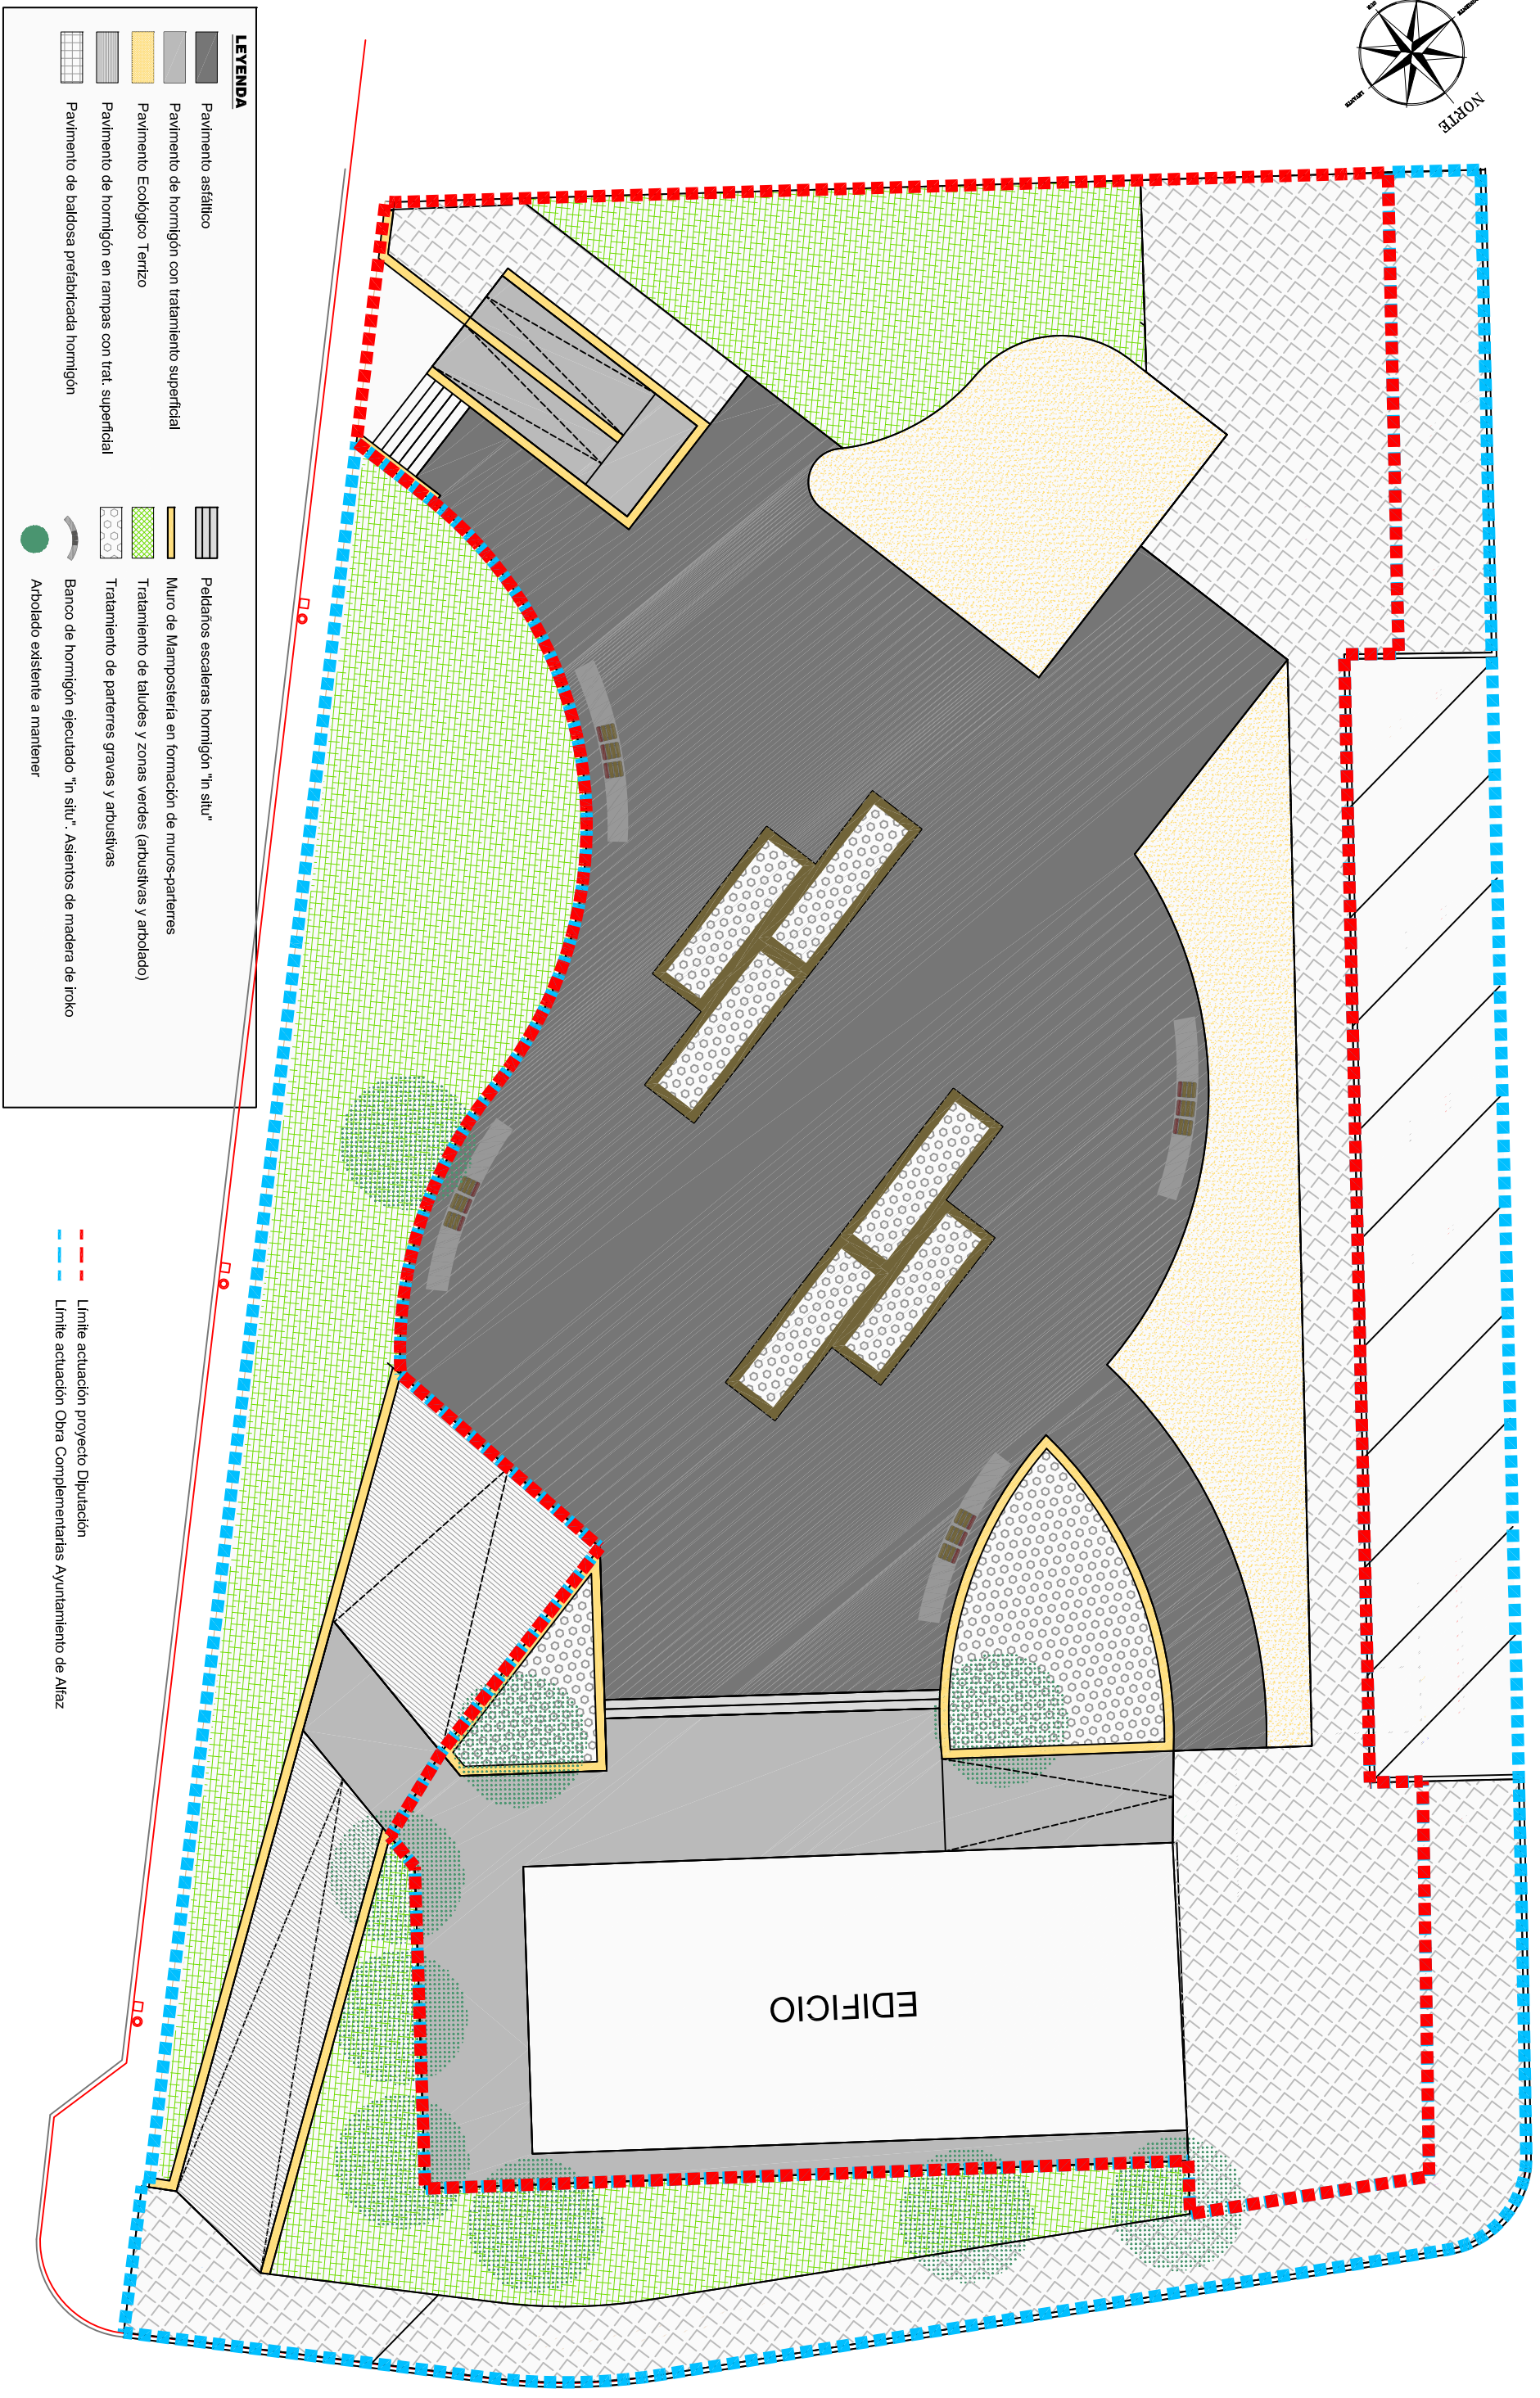 NORTE
LEVANTE
EDIFICIO
LEYENDA
Pavimento asfáltico
Pavimento de hormigón con tratamiento superficial
Pavimento Ecológico Terrizo
Pavimento de hormigón en rampas con trat. superficial
Pavimento de baldosa prefabricada hormigón
Peldaños escaleras hormigón "in situ"
Muro de Mampostería en formación de muros-parterres
Tratamiento de taludes y zonas verdes (arbustivas y arbolado)
Tratamiento de parterres gravas y arbustivas
Banco de hormigón ejecutado "in situ". Asientos de madera de iroko
Arbolado existente a mantener
Límite actuación proyecto Diputación
Límite actuación Obra Complementarias Ayuntamiento de Alfaz